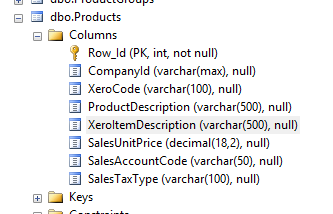 dbo.ProductGroups
dbo.Products
Columns
Row_Id (PK, int, not null)
CompanyId (varchar(max), null)
XeroCode (varchar(100), null)
ProductDescription (varchar(500), null)
XeroItemDescription (varchar(500), null)
SalesUnitPrice (decimal(18,2), null)
SalesAccountCode (varchar(50), null)
SalesTaxType (varchar(100), null)
Keys
Constraints